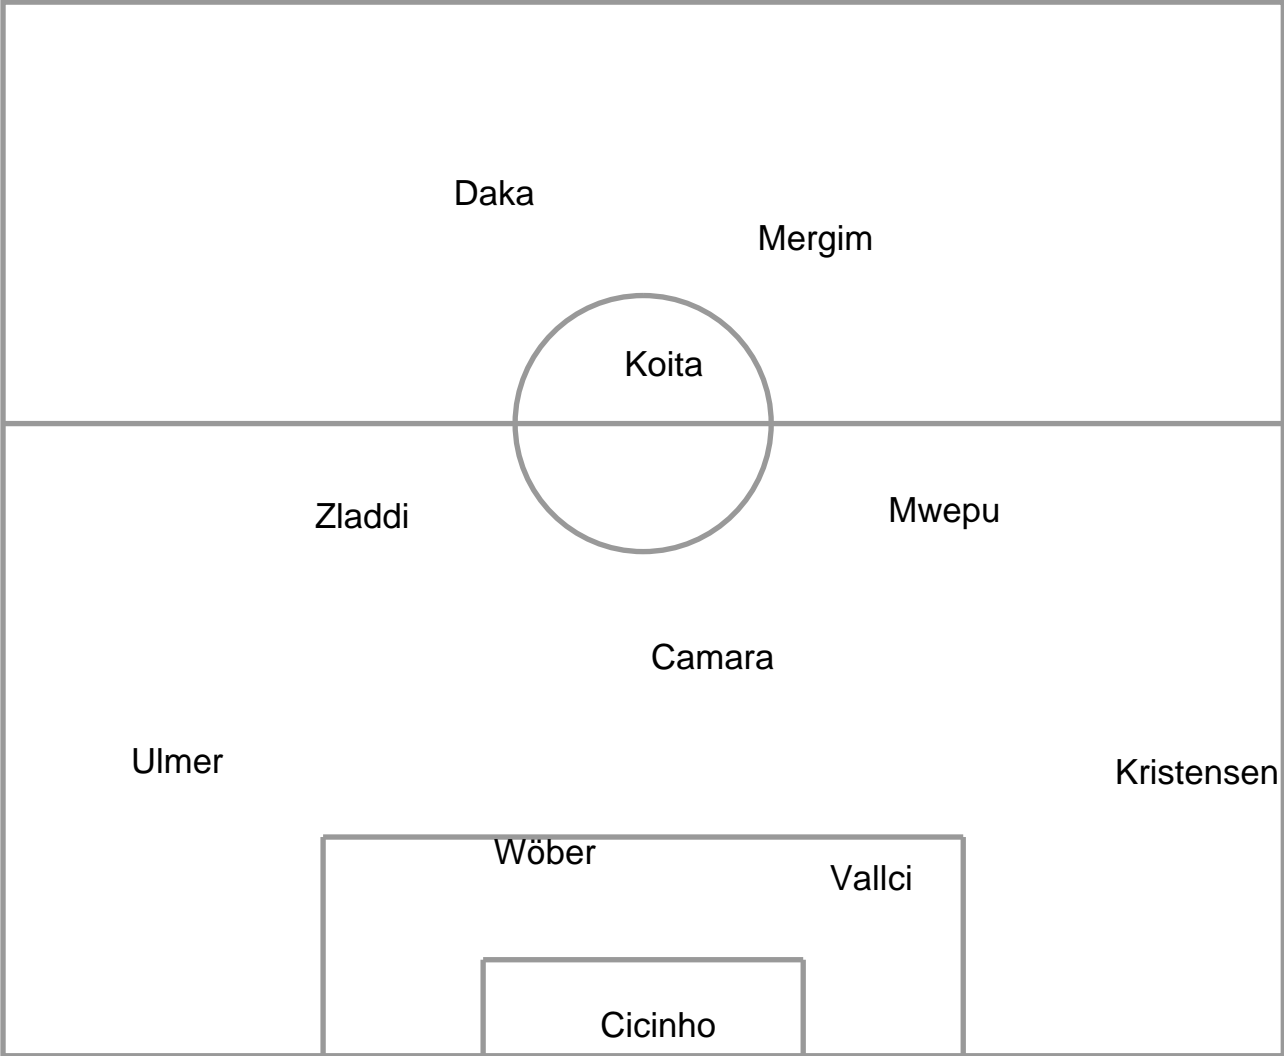 Daka
Mergim
Koita
Zladdi
Mwepu
Camara
Ulmer
Kristensen
Wöber
Vallci
Cicinho